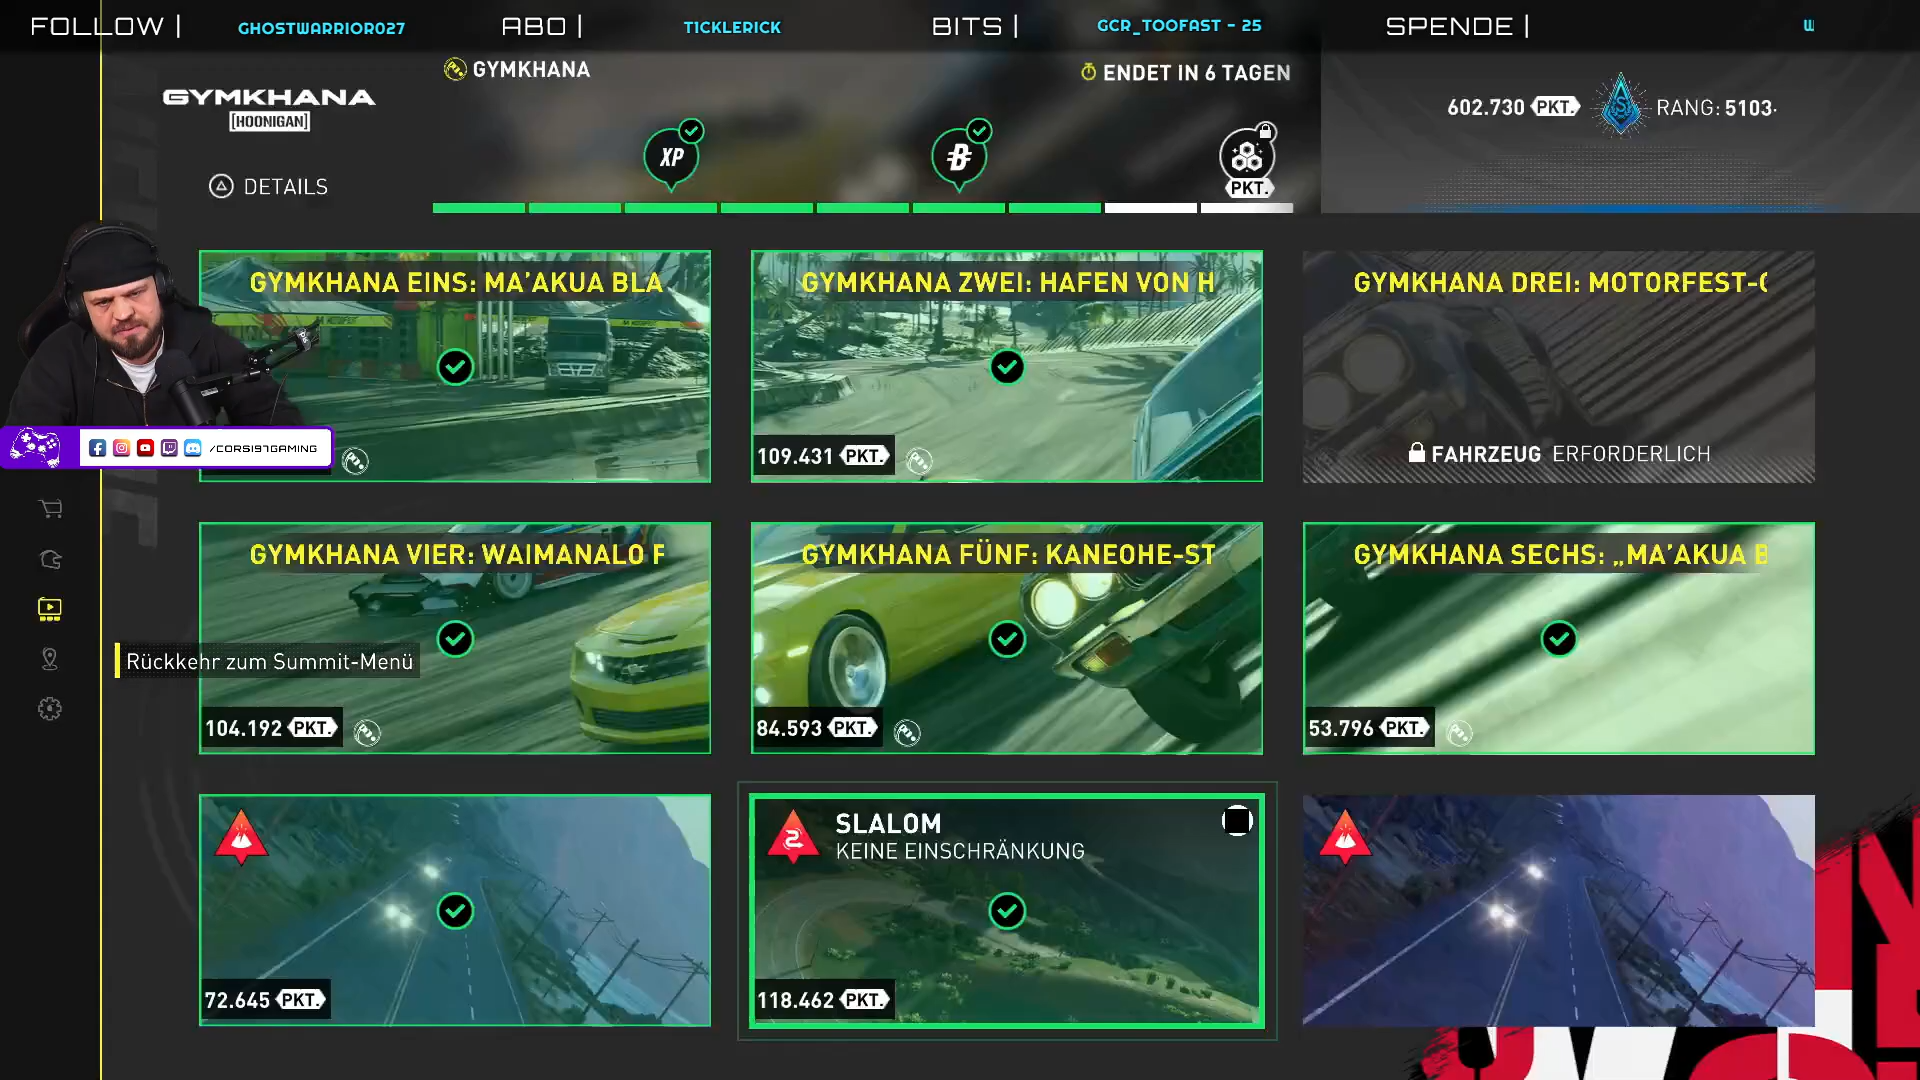 FOLLOW |
GHOSTWARRIOR027
ABO |
T1CKLERICK
BITS |
GCR_TOOFAST - 25
SPENDE |
GYMKHANA
[HOONIGAN]
DETAILS
GYMKHANA
ENDET IN 6 TAGEN
XP
PKT.
602.730 PKT.
RANG: 5103
GYMKHANA EINS: MA'AKUA BLA
GYMKHANA ZWEI: HAFEN VON H
109.431 PKT.
GYMKHANA DREI: MOTORFEST-
FAHRZEUG ERFORDERLICH
/CORSI97GAMING
GYMKHANA VIER: WAIMANALO
104.192 PKT.
GYMKHANA FÜNF: KANEOHE-ST
84.593 PKT.
GYMKHANA SECHS: „MA'AKUA B
53.796 PKT.
Rückkehr zum Summit-Menü
72.645 PKT.
SLALOM
KEINE EINSCHRÄNKUNG
118.462 PKT.